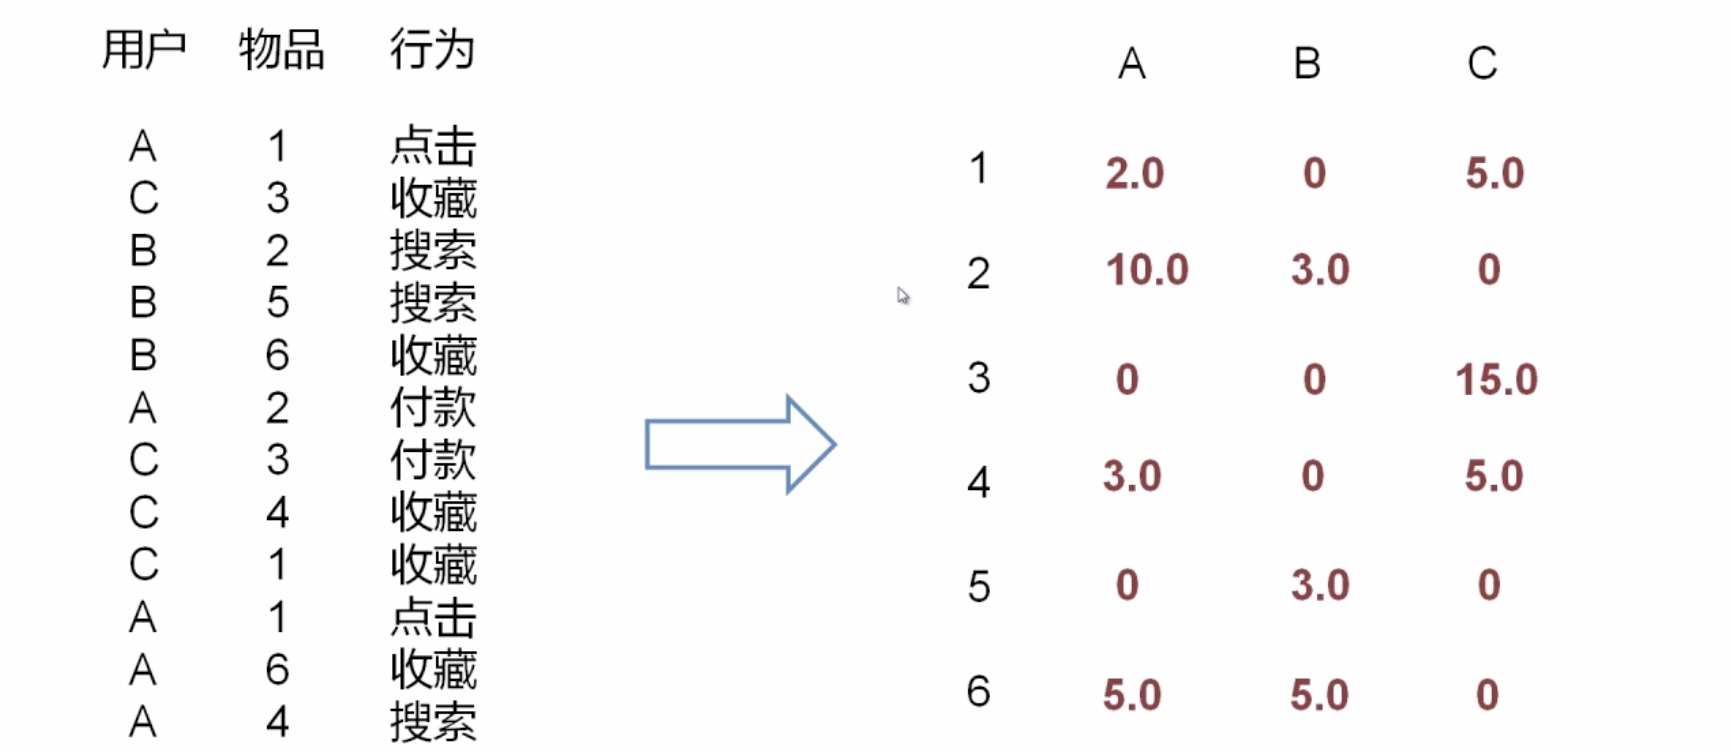 用户 物品 行为
A 1 点击
C 3 收藏
B 2 搜索
B 5 搜索
B 6 收藏
A 2 付款
C 3 付款
C 4 收藏
C 1 收藏
A 1 点击
A 6 收藏
A 4 搜索
A B C
1 2.0 0 5.0
2 10.0 3.0 0
3 0 0 15.0
4 3.0 0 5.0
5 0 3.0 0
6 5.0 5.0 0